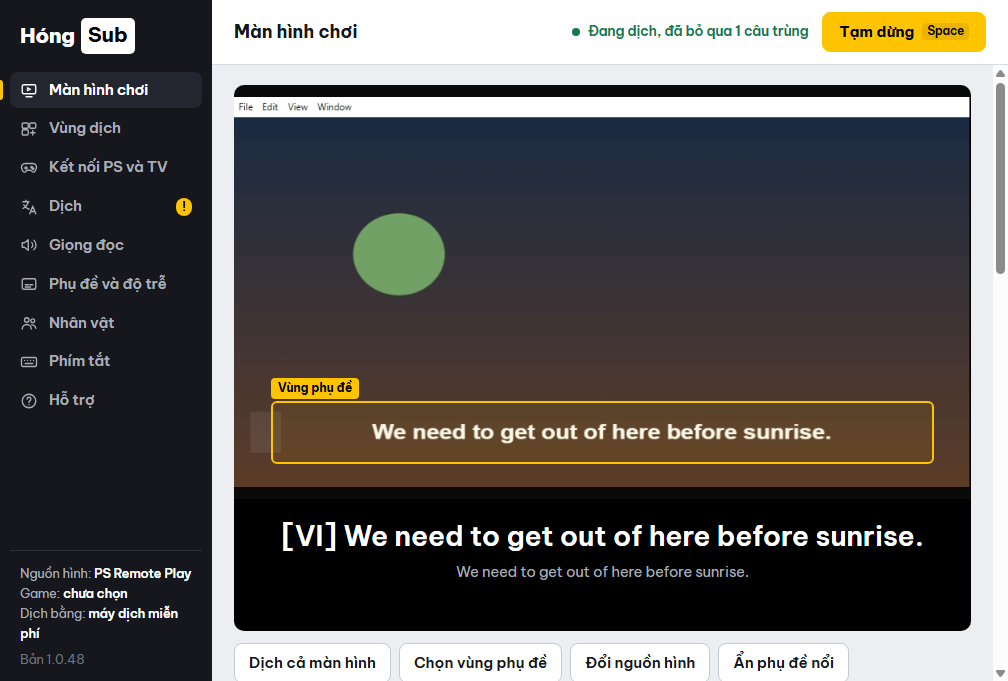 Hóng Sub
Màn hình chơi
Vùng dịch
Kết nối PS và TV
Dịch
!
Giọng đọc
Phụ đề và độ trễ
Nhân vật
Phím tắt
Hỗ trợ
Nguồn hình: PS Remote Play
Game: chưa chọn
Dịch bằng: máy dịch miễn
phí
Bản 1.0.48
Màn hình chơi
Đang dịch, đã bỏ qua 1 câu trùng
Tạm dừng Space
File Edit View Window
Vùng phụ đề
We need to get out of here before sunrise.
[VI] We need to get out of here before sunrise.
We need to get out of here before sunrise.
Dịch cả màn hình
Chọn vùng phụ đề
Đổi nguồn hình
Ẩn phụ đề nổi